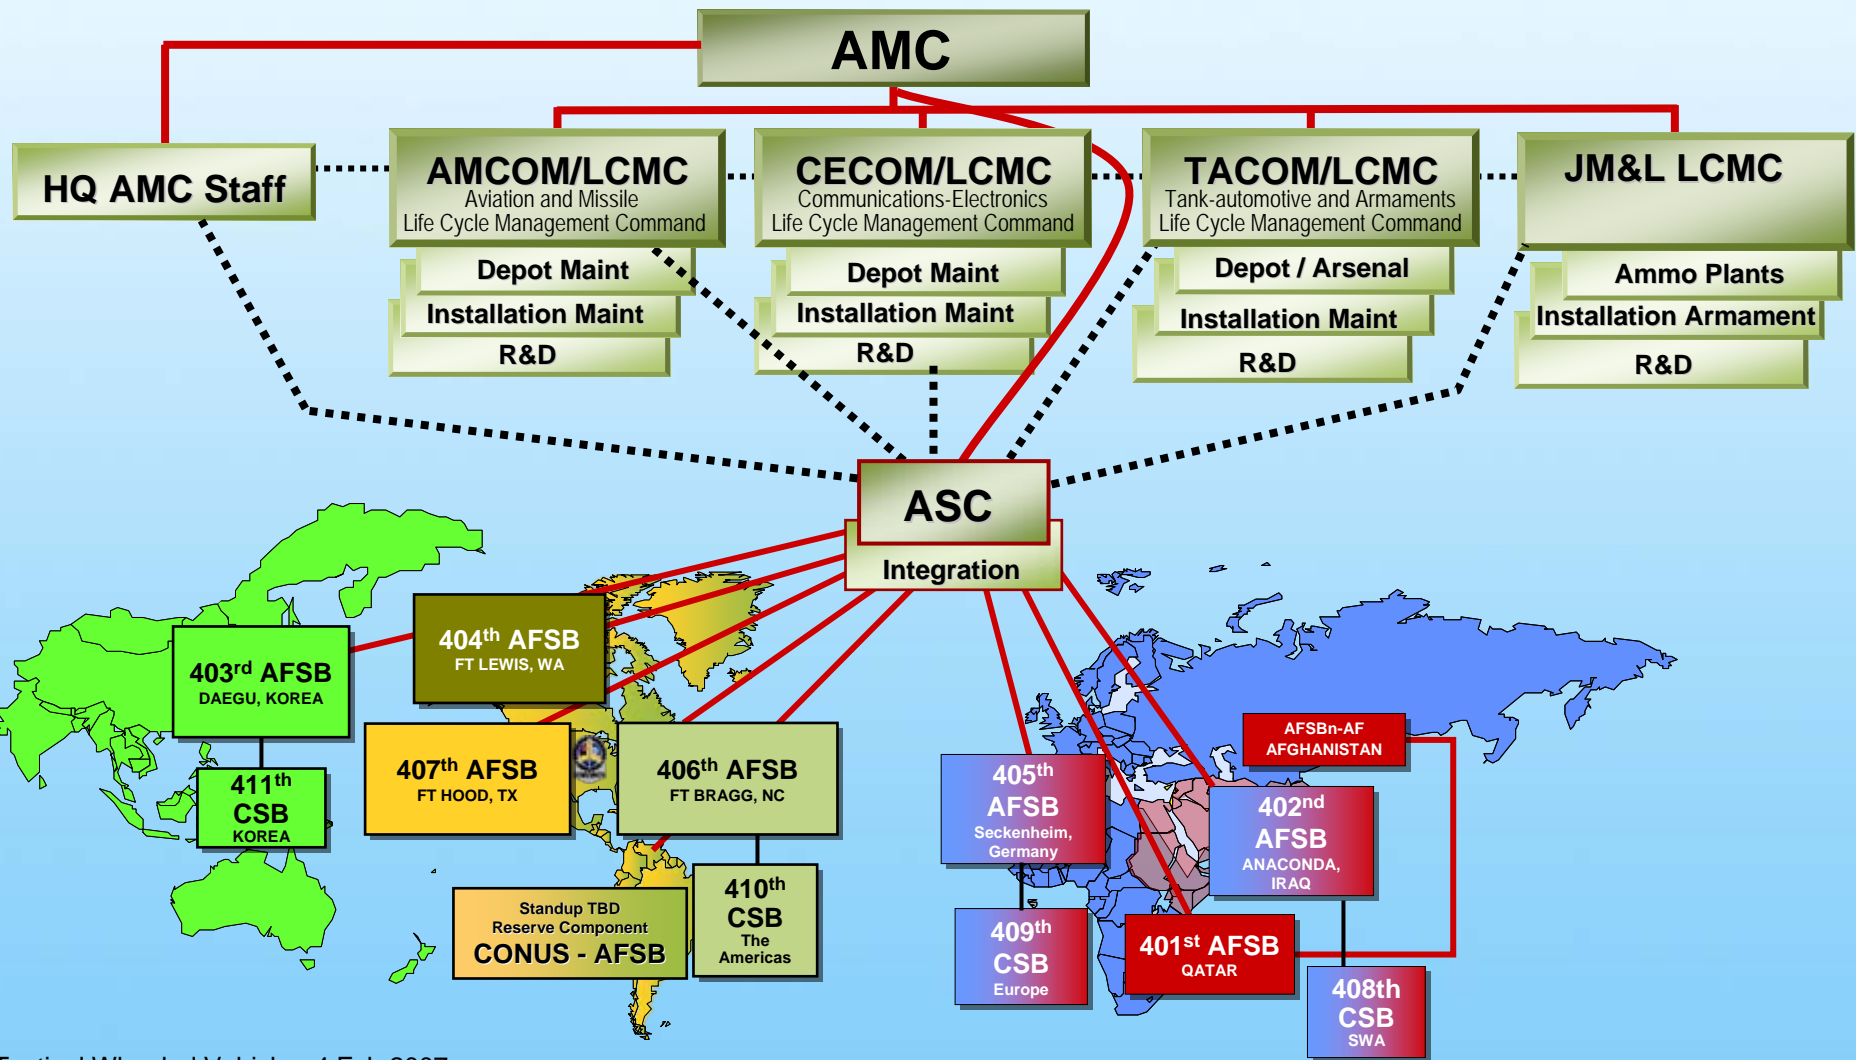 AMC
HQ AMC Staff
AMCOM/LCMC
Aviation and Missile
Life Cycle Management Command
Depot Maint
Installation Maint
R&D
CECOM/LCMC
Communications-Electronics
Life Cycle Management Command
Depot Maint
Installation Maint
R&D
TACOM/LCMC
Tank-automotive and Armaments
Life Cycle Management Command
Depot / Arsenal
Installation Maint
R&D
JM&L LCMC
Ammo Plants
Installation Armament
R&D
ASC
Integration
403rd AFSB
DAEGU, KOREA
411th
CSB
KOREA
404th AFSB
FT LEWIS, WA
407th AFSB
FT HOOD, TX
406th AFSB
FT BRAGG, NC
410th
CSB
The
Americas
Standup TBD
Reserve Component
CONUS - AFSB
405th
AFSB
Seckenheim,
Germany
409th
CSB
Europe
AFSBn-AF
AFGHANISTAN
402nd
AFSB
ANACONDA,
IRAQ
401st AFSB
QATAR
408th
CSB
SWA